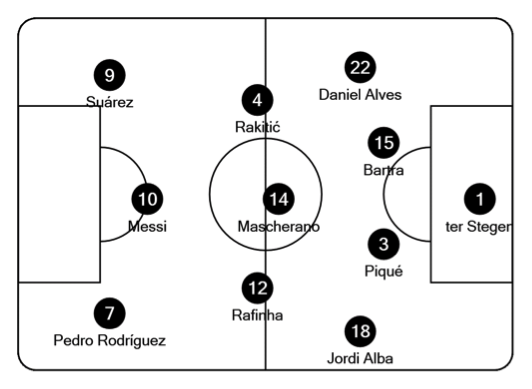 22
Daniel Alves
9
Suárez
4
Rakitić
15
Bartra
10
Messi
14
Mascherano
1
ter Stegen
3
Piqué
12
Rafinha
7
Pedro Rodríguez
18
Jordi Alba